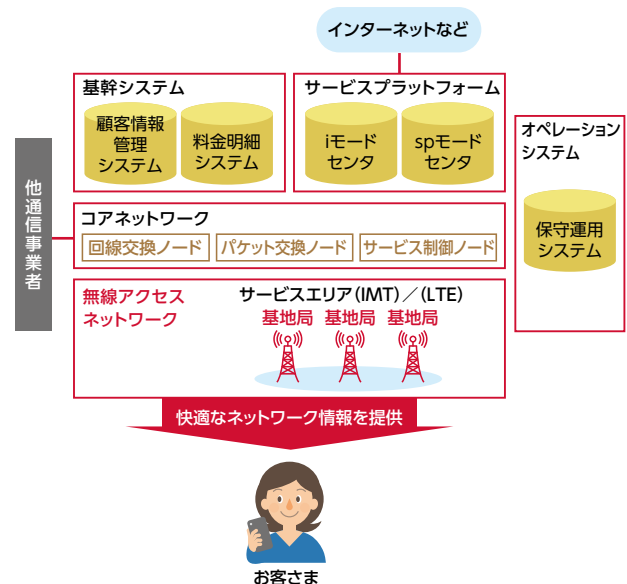 インターネットなど
基幹システム
顧客情報
管理
システム
料金明細
システム
サービスプラットフォーム
iモード
センタ
spモード
センタ
オペレーション
システム
保守運用
システム
他通信事業者
コアネットワーク
回線交換ノード
パケット交換ノード
サービス制御ノード
無線アクセス
ネットワーク
サービスエリア(IMT)/(LTE)
基地局 基地局 基地局
快適なネットワーク情報を提供
お客さま